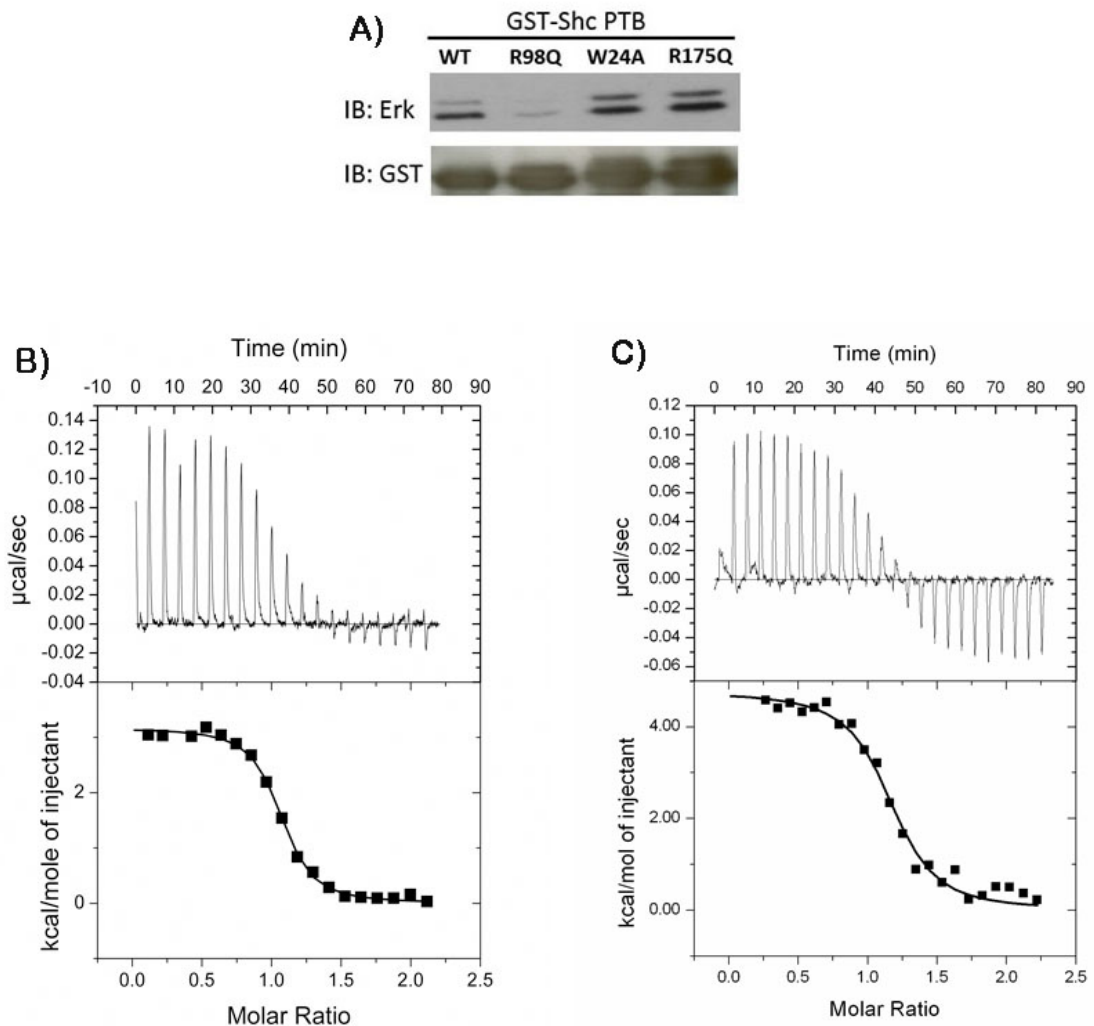 A)
GST-Shc PTB
WT R98Q W24A R175Q
IB: Erk
IB: GST
B)
Time (min)
-10 0 10 20 30 40 50 60 70 80 90
0.14
0.12
0.10
0.08
0.06
0.04
0.02
0.00
-0.02
-0.04
µcal/sec
2
0
kcal/mole of injectant
0.0 0.5 1.0 1.5 2.0 2.5
Molar Ratio
C)
Time (min)
0 10 20 30 40 50 60 70 80 90
0.12
0.10
0.08
0.06
0.04
0.02
0.00
-0.02
-0.04
-0.06
µcal/sec
4.00
2.00
0.00
kcal/mol of injectant
0.0 0.5 1.0 1.5 2.0 2.5
Molar Ratio